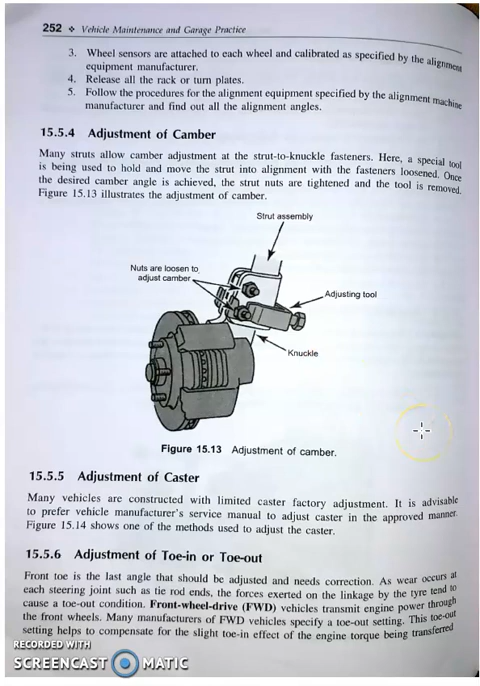 252 ❖ Vehicle Maintenance and Garage Practice
3. Wheel sensors are attached to each wheel and calibrated as specified by the alignment
equipment manufacturer.
4. Release all the rack or turn plates.
5. Follow the procedures for the alignment equipment specified by the alignment machine
manufacturer and find out all the alignment angles.
15.5.4 Adjustment of Camber
Many struts allow camber adjustment at the strut-to-knuckle fasteners. Here, a special tool
is being used to hold and move the strut into alignment with the fasteners loosened. Once
the desired camber angle is achieved, the strut nuts are tightened and the tool is removed.
Figure 15.13 illustrates the adjustment of camber.
Strut assembly
Nuts are loosen to
adjust camber
Adjusting tool
Knuckle
Figure 15.13 Adjustment of camber.
15.5.5 Adjustment of Caster
Many vehicles are constructed with limited caster factory adjustment. It is advisable
to prefer vehicle manufacturer's service manual to adjust caster in the approved manner.
Figure 15.14 shows one of the methods used to adjust the caster.
15.5.6 Adjustment of Toe-in or Toe-out
Front toe is the last angle that should be adjusted and needs correction. As wear occurs at
each steering joint such as tie rod ends, the forces exerted on the linkage by the tyre tend to
cause a toe-out condition. Front-wheel-drive (FWD) vehicles transmit engine power through
the front wheels. Many manufacturers of FWD vehicles specify a toe-out setting. This toe-out
setting helps to compensate for the slight toe-in effect of the engine torque being transferred
RECORDED WITH
SCREENCAST MATIC